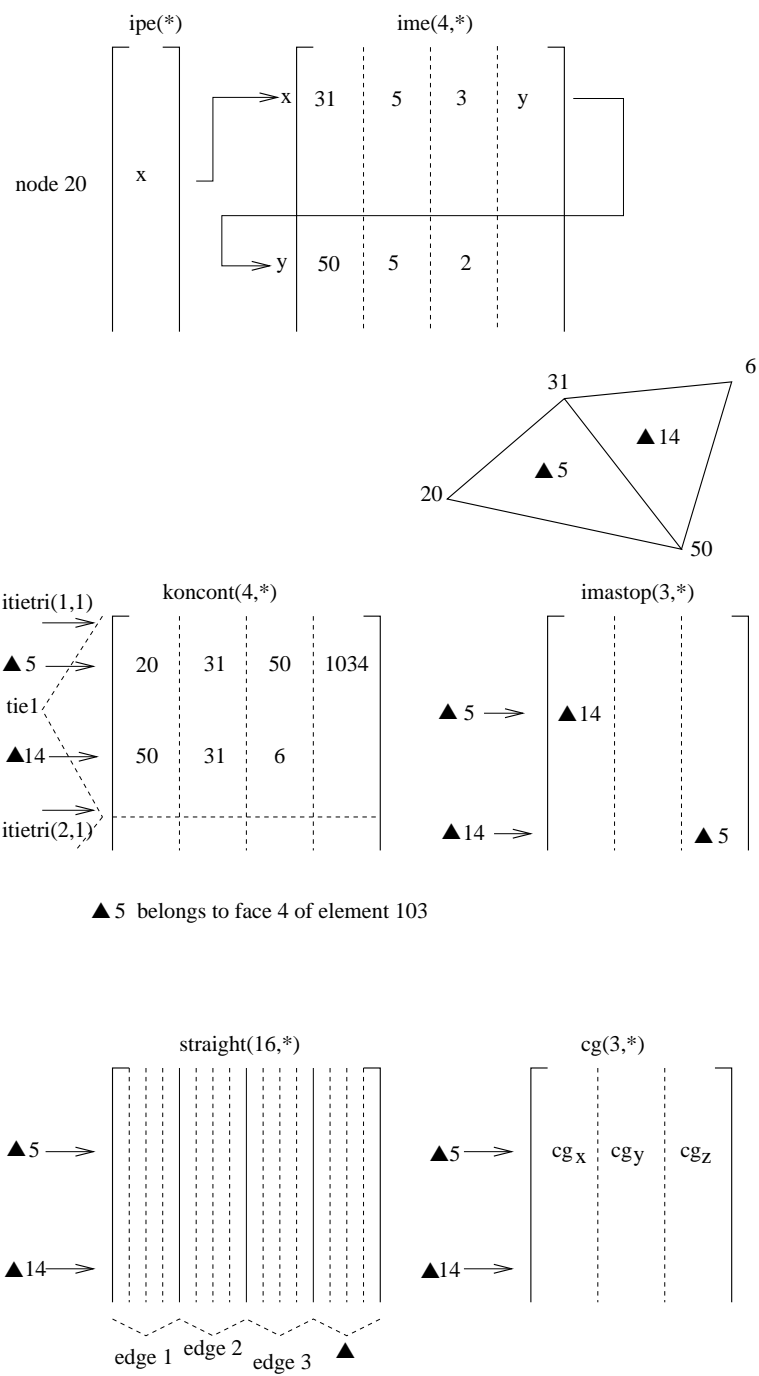 ipe(*) ime(4,*)
x 31 5 3 y
node 20 x
y 50 5 2
6
31
14
5
20
50
koncont(4,*) imastop(3,*)
itietri(1,1)
5 20 31 50 1034
tie1
5 14
14 50 31 6
itietri(2,1)
14 5
5 belongs to face 4 of element 103
straight(16,*) cg(3,*)
5 5 cgx cgy cgz
14 14
edge 1 edge 2 edge 3